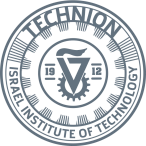 TECHNION
19 12
ISRAEL INSTITUTE OF TECHNOLOGY